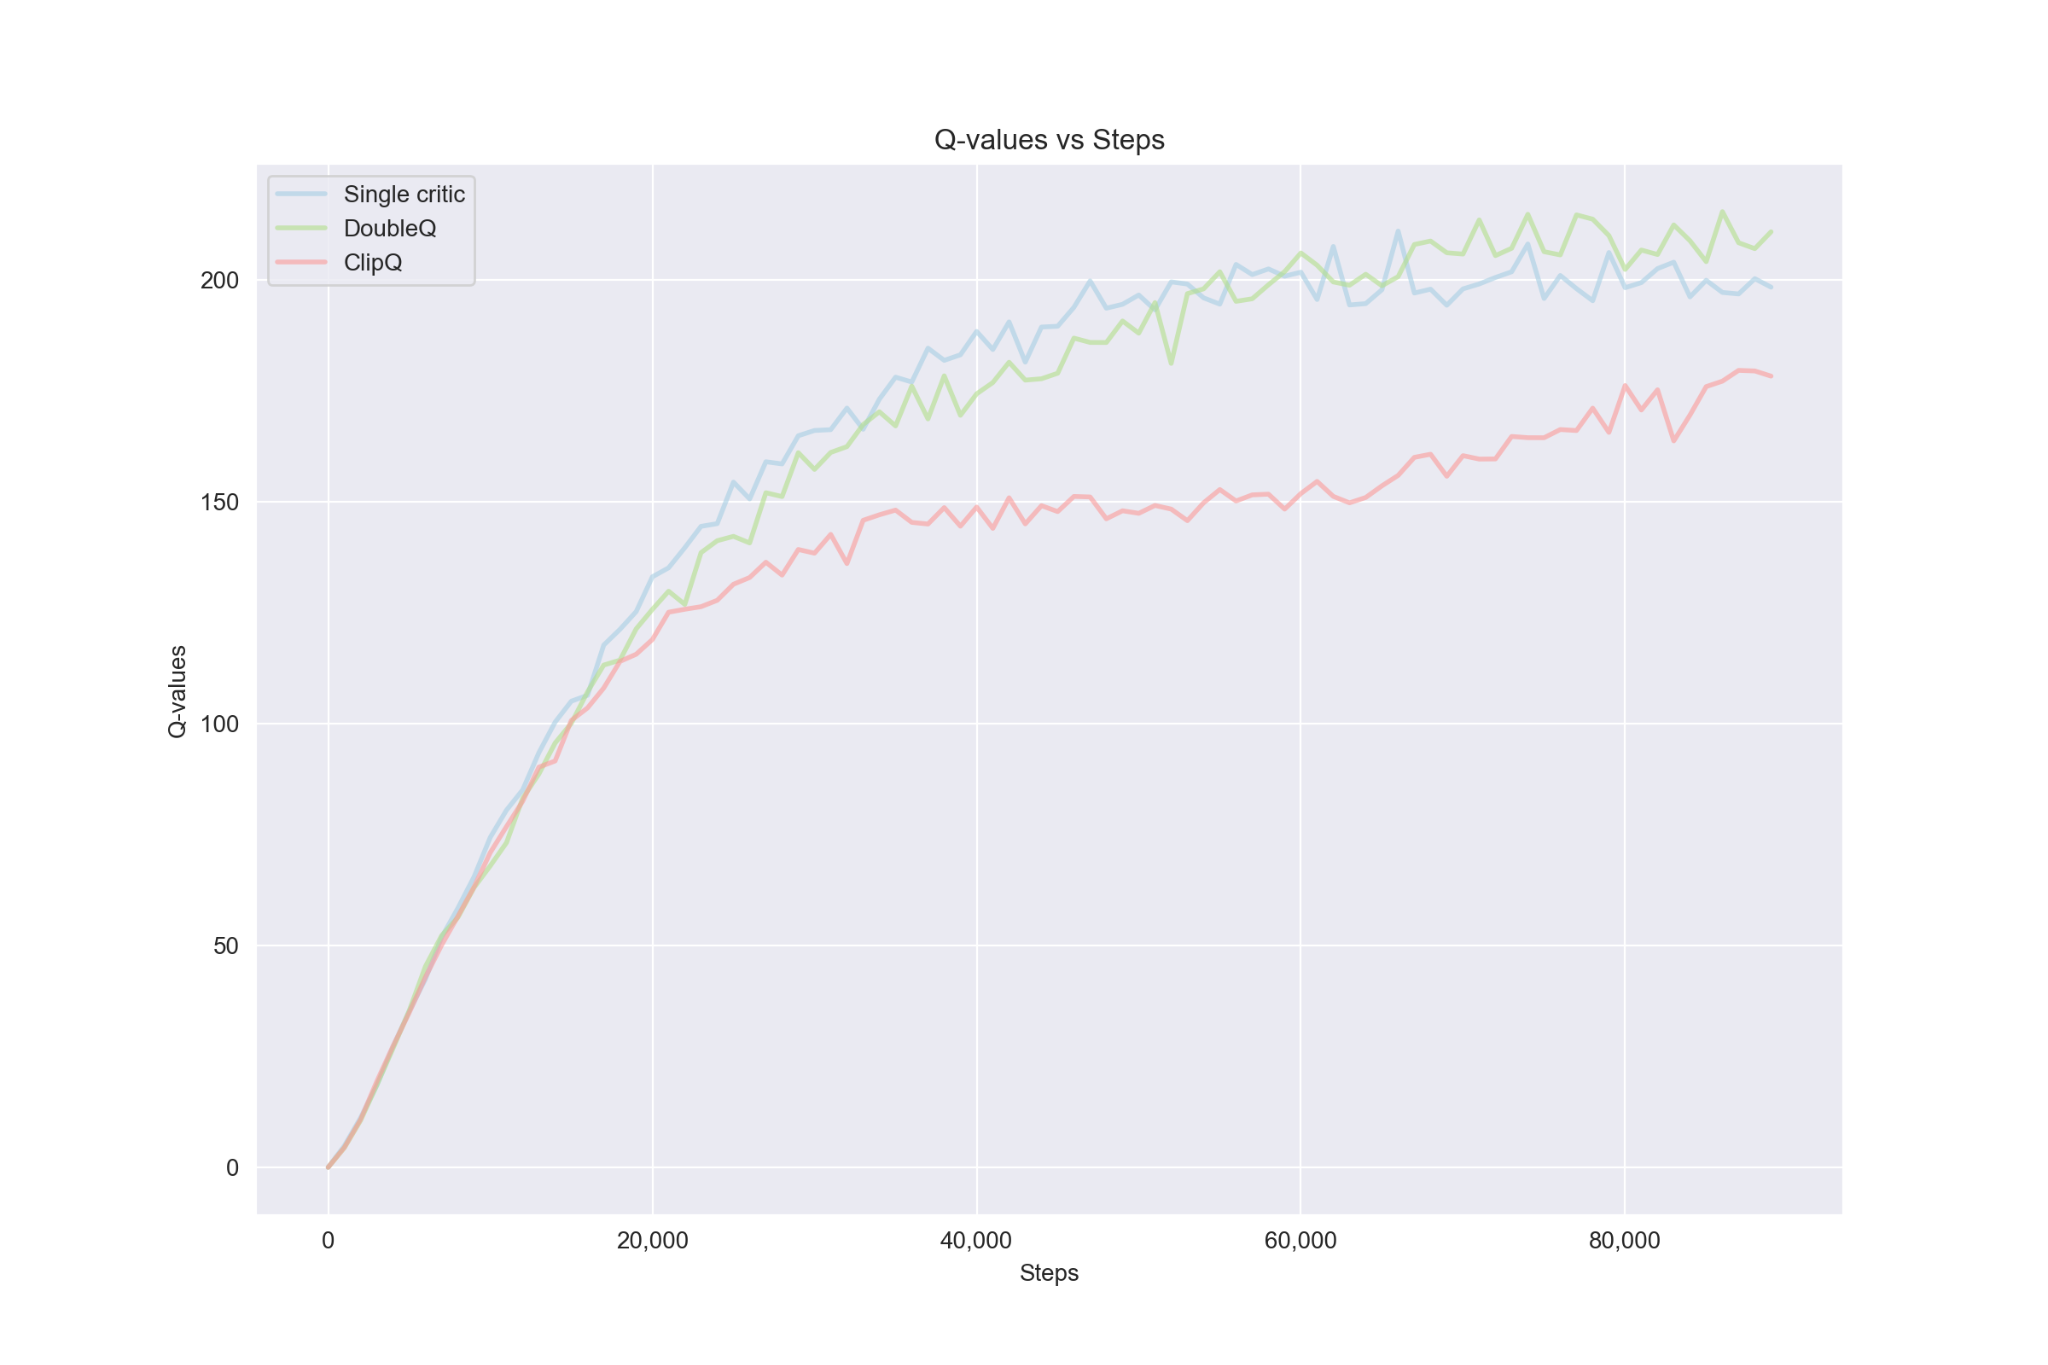 Q-values vs Steps
Single critic
DoubleQ
ClipQ
200
150
100
50
0
Q-values
0
20,000
40,000
60,000
80,000
Steps